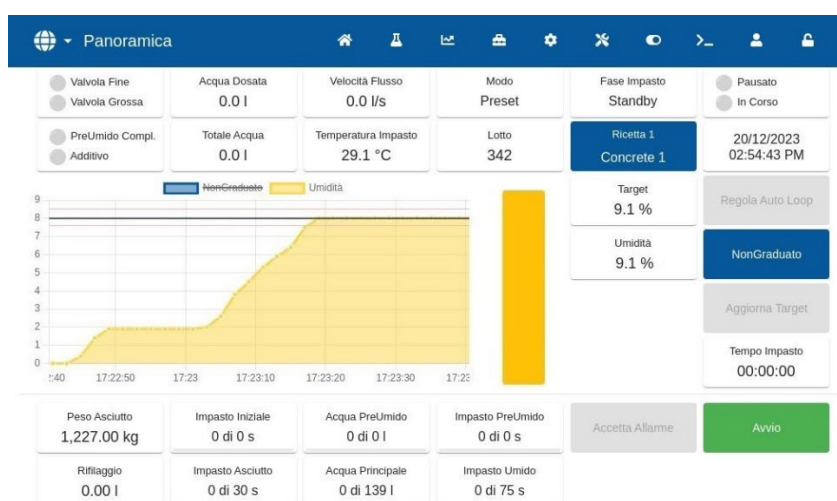 Panoramica
Valvola Fine
Valvola Grossa
Acqua Dosata
0.0 l
Velocità Flusso
0.0 l/s
Modo
Preset
Fase Impasto
Standby
Pausato
In Corso
PreUmido Compl.
Additivo
Totale Acqua
0.0 l
Temperatura Impasto
29.1 °C
Lotto
342
Ricetta 1
Concrete 1
20/12/2023
02:54:43 PM
NonGraduato
Umidità
9
8
7
6
5
4
3
2
1
0
:40
17:22:50
17:23
17:23:10
17:23:20
17:23:30
17:23
Target
9.1 %
Umidità
9.1 %
Regola Auto Loop
NonGraduato
Aggiorna Target
Tempo Impasto
00:00:00
Peso Asciutto
1,227.00 kg
Impasto Iniziale
0 di 0 s
Acqua PreUmido
0 di 0 l
Impasto PreUmido
0 di 0 s
Accetta Allarme
Avvio
Rifilaggio
0.00 l
Impasto Asciutto
0 di 30 s
Acqua Principale
0 di 139 l
Impasto Umido
0 di 75 s